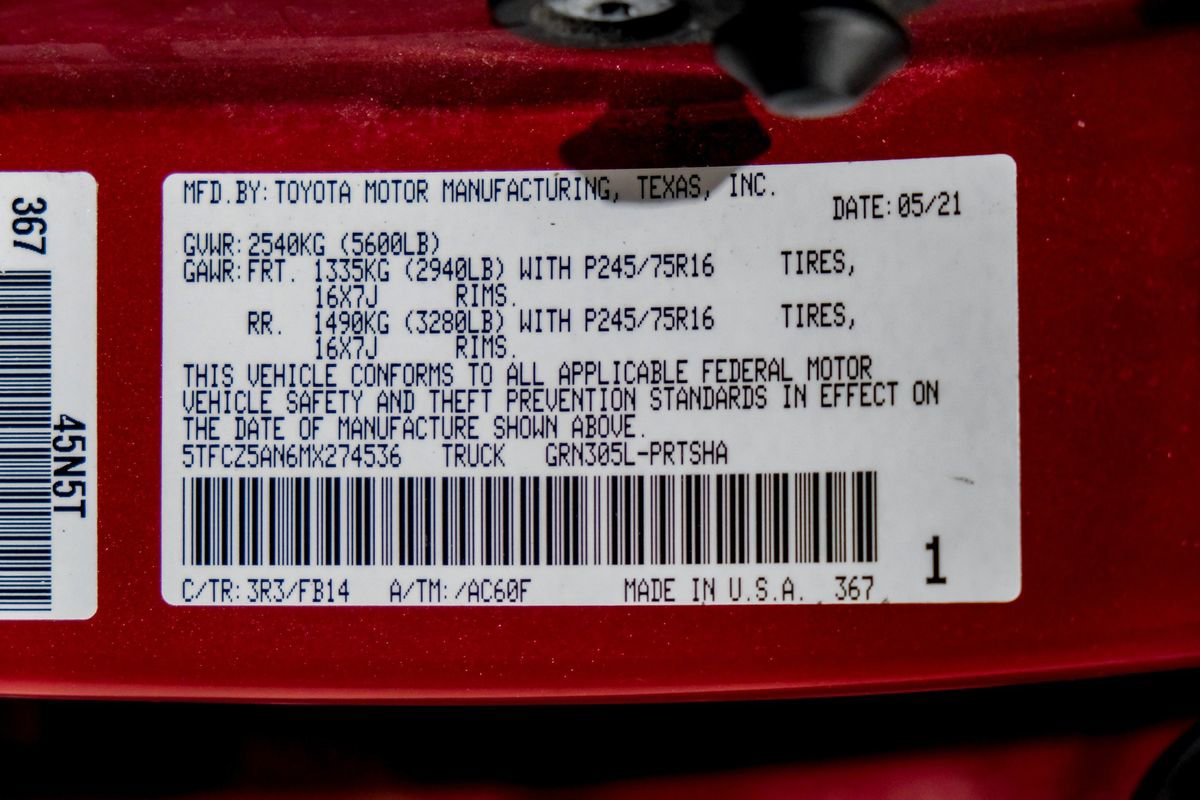 367
45N5T
MFD.BY: TOYOTA MOTOR MANUFACTURING, TEXAS, INC.
DATE: 05/21
GVWR: 2540KG (5600LB)
GAWR: FRT. 1335KG (2940LB) WITH P245/75R16 TIRES,
16X7J RIMS.
RR. 1490KG (3280LB) WITH P245/75R16 TIRES,
16X7J RIMS.
THIS VEHICLE CONFORMS TO ALL APPLICABLE FEDERAL MOTOR
VEHICLE SAFETY AND THEFT PREVENTION STANDARDS IN EFFECT ON
THE DATE OF MANUFACTURE SHOWN ABOVE.
5TFCZ5AN6MX274536 TRUCK GRN305L-PRTSHA
C/TR: 3R3/FB14 A/TM: /AC60F MADE IN U.S.A. 367
1